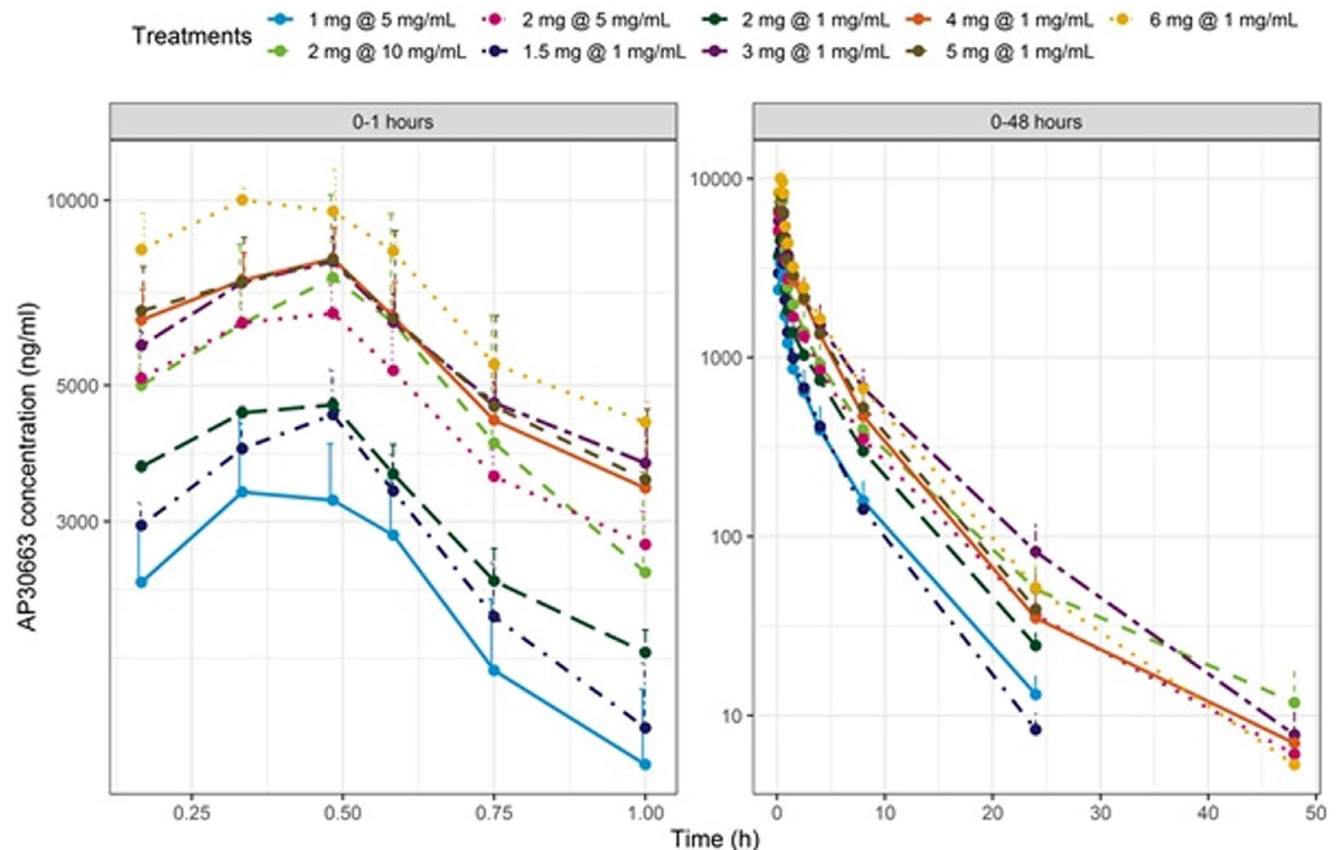 Treatments
1 mg @ 5 mg/mL 2 mg @ 5 mg/mL 2 mg @ 1 mg/mL 4 mg @ 1 mg/mL 6 mg @ 1 mg/mL
2 mg @ 10 mg/mL 1.5 mg @ 1 mg/mL 3 mg @ 1 mg/mL 5 mg @ 1 mg/mL
0-1 hours
10000
5000
3000
AP30663 concentration (ng/ml)
0.25 0.50 0.75 1.00
0-48 hours
10000
1000
100
10
0 10 20 30 40 50
Time (h)